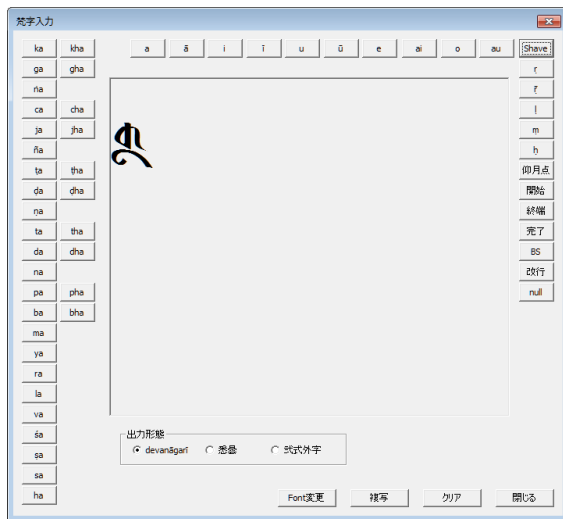 梵字入力
ka kha a ā i ī u ū e ai o au Shave
ga gha ṛ
ṅa ṝ
ca cha ḷ
ja jha ṃ
ña ḥ
ṭa ṭha 仰月点
ḍa ḍha 開始
ṇa 終端
ta tha 完了
da dha BS
na 改行
pa pha null
ba bha
ma
ya
ra
la
va
śa
ṣa
sa
ha
出力形態
devanāgarī 悉曇 弐式外字
Font変更 複写 クリア 閉じる